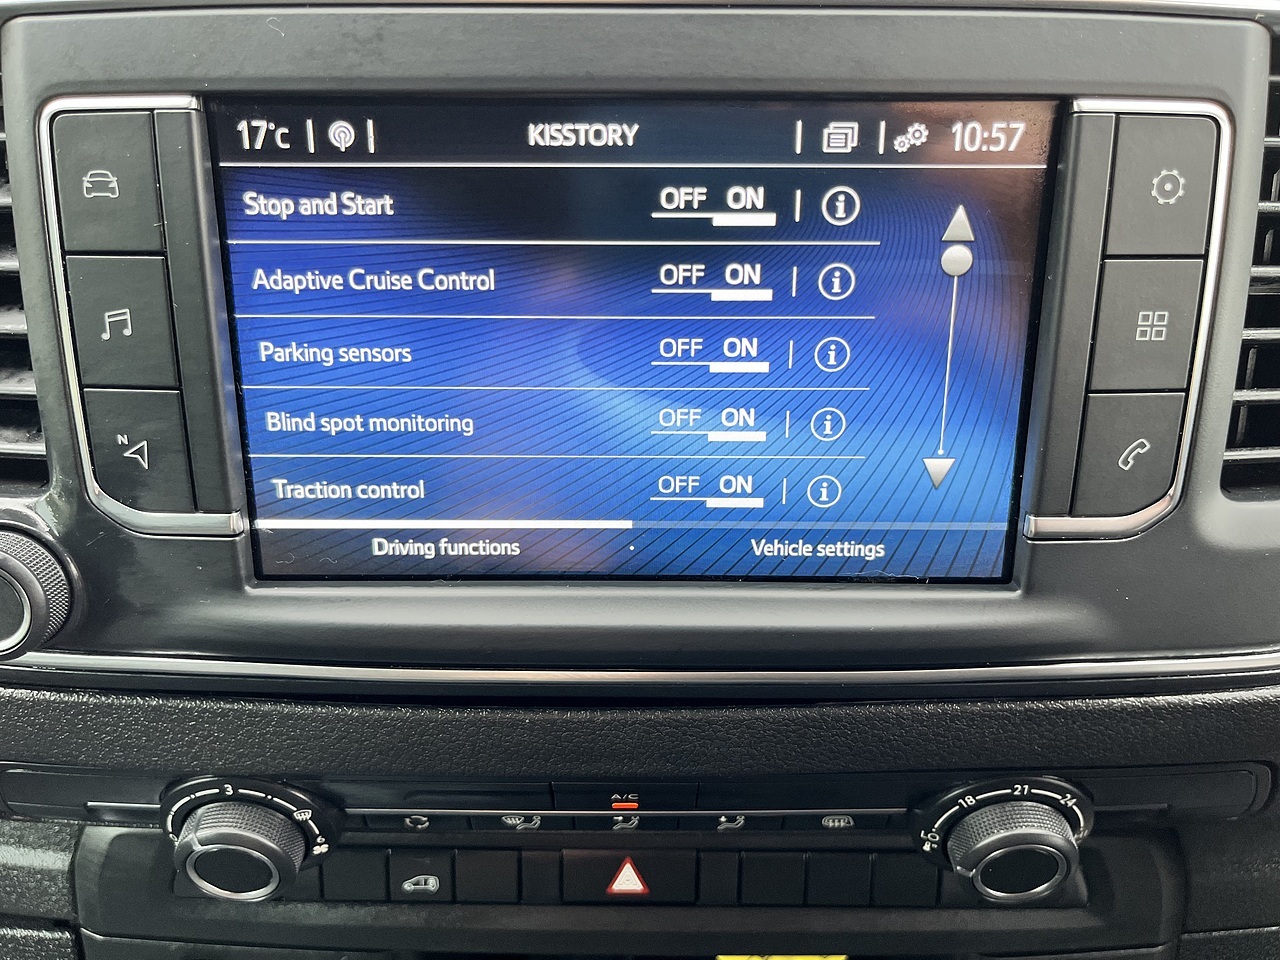 17°C KISSTORY 10:57
Stop and Start OFF ON i
Adaptive Cruise Control OFF ON i
Parking sensors OFF ON i
Blind spot monitoring OFF ON i
Traction control OFF ON i
Driving functions Vehicle settings
N
A/C
3
18 21 24
LO